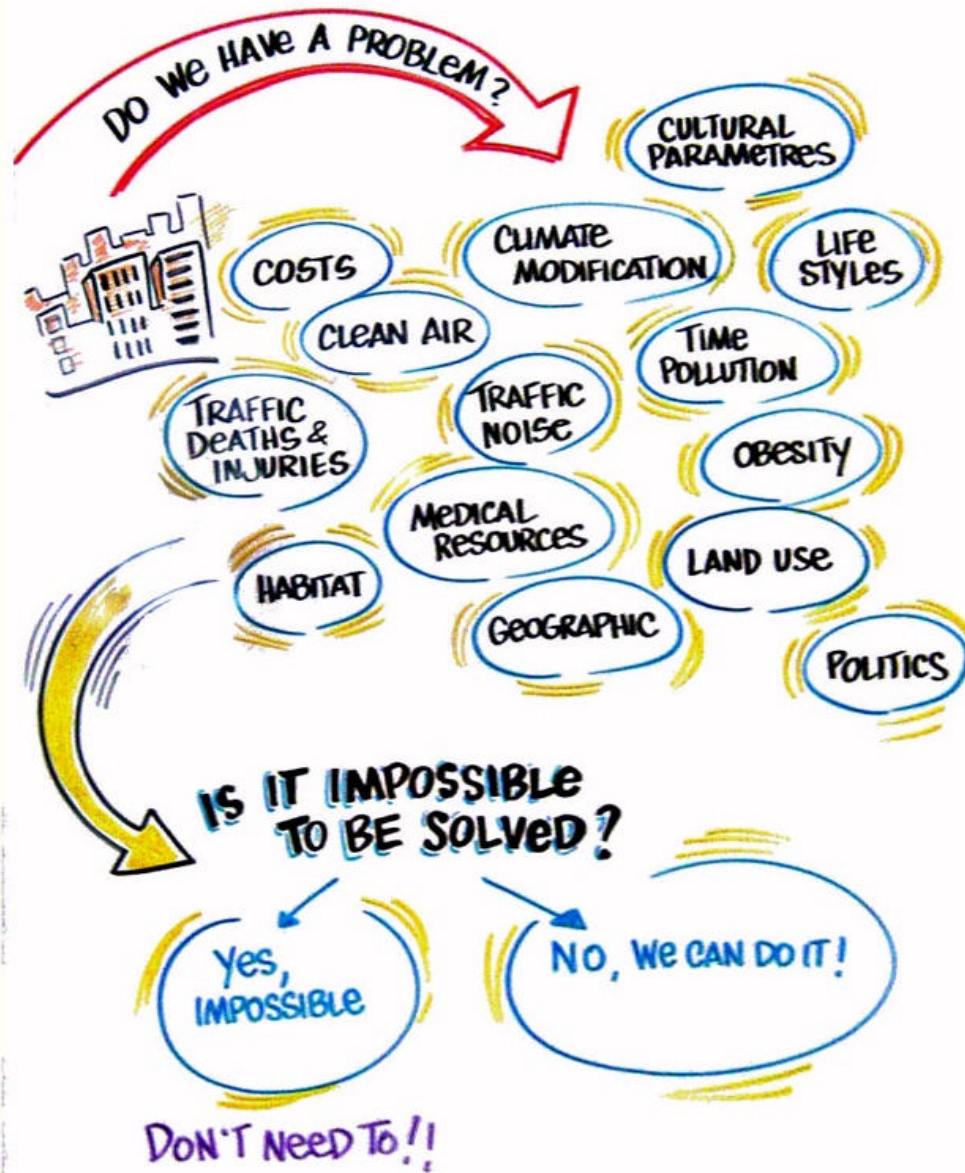 DO WE HAVE A PROBLEM?
CULTURAL
PARAMETRES
COSTS
CLIMATE
MODIFICATION
LIFE
STYLES
CLEAN AIR
TIME
POLLUTION
TRAFFIC
DEATHS &
INJURIES
TRAFFIC
NOISE
OBESITY
MEDICAL
RESOURCES
LAND USE
HABITAT
GEOGRAPHIC
POLITICS
IS IT IMPOSSIBLE
TO BE SOLVED?
Yes,
IMPOSSIBLE
NO, WE CAN DO IT!
DON'T NEED TO!!